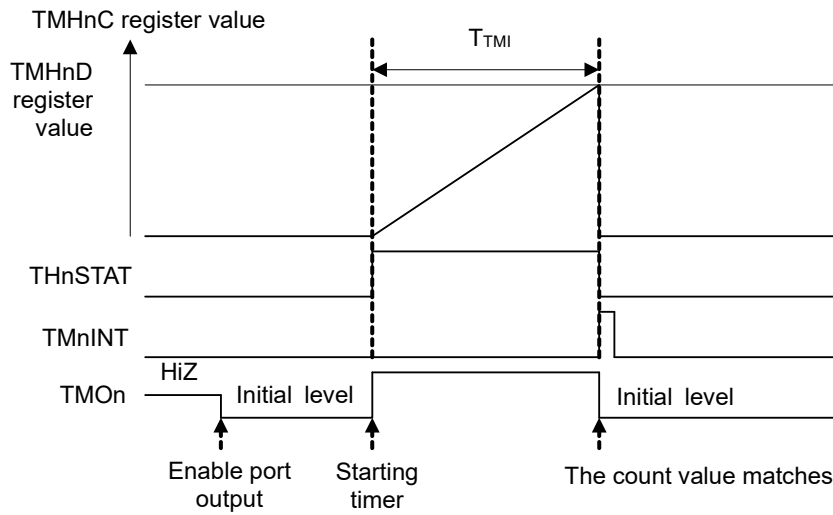 TMHnC register value
TTMI
TMHnD
register
value
THnSTAT
TMnINT
HiZ
TMOn
Initial level
Initial level
Enable port
output
Starting
timer
The count value matches